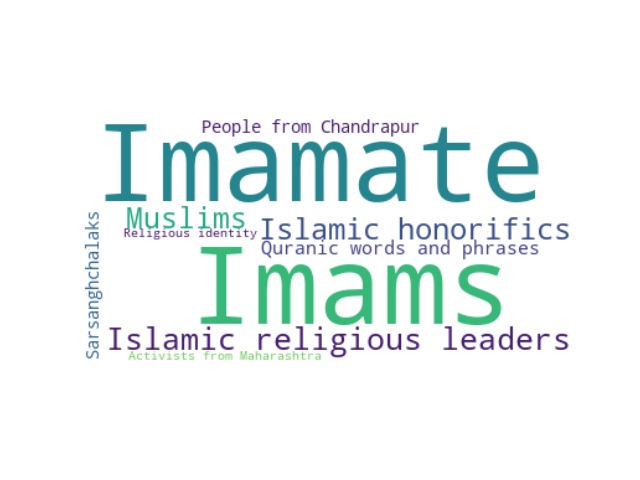 People from Chandrapur
Imamate
Muslims
Religious identity
Islamic honorifics
Quranic words and phrases
Sarsanghchalaks
Imams
Islamic religious leaders
Activists from Maharashtra